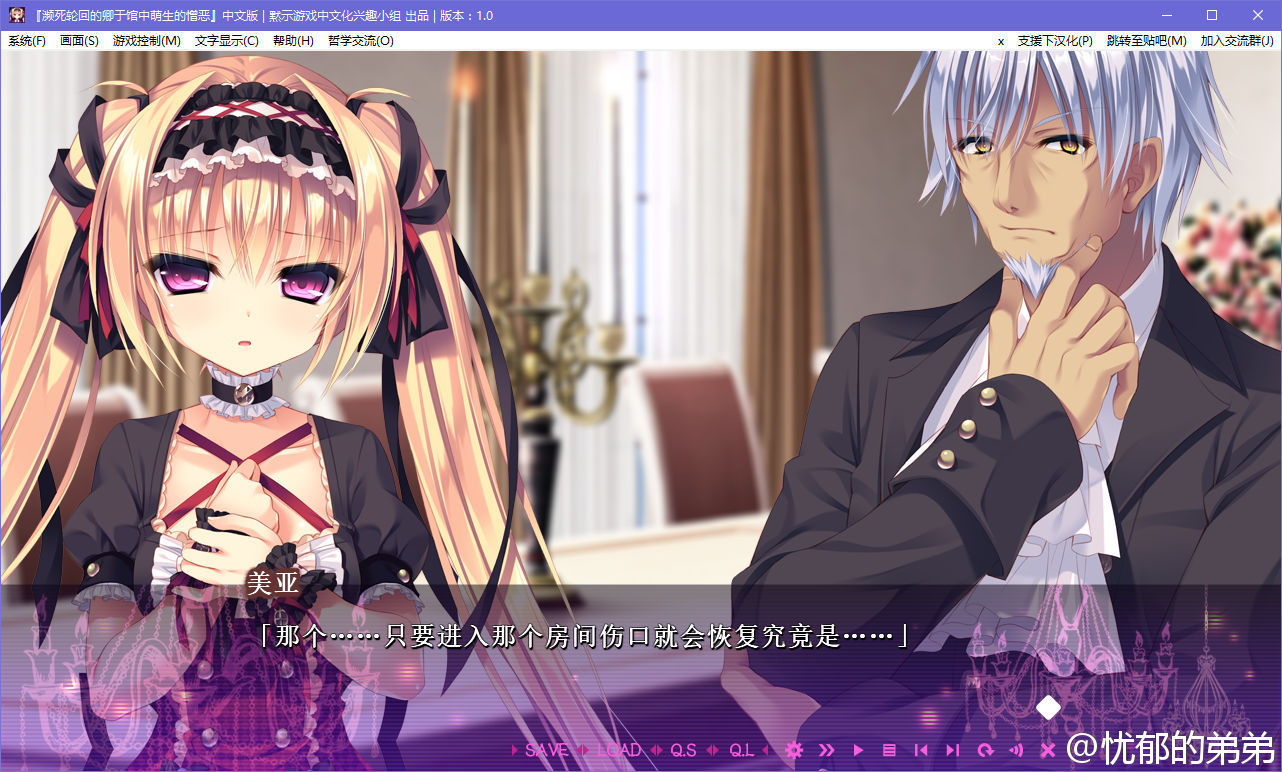 『濒死轮回的卿于馆中萌生的憎恶』中文版 | 默示游戏中文化兴趣小组 出品 | 版本：1.0
系统(F) 画面(S) 游戏控制(M) 文字显示(C) 帮助(H) 哲学交流(O) x 支援下汉化(P) 跳转至贴吧(M) 加入交流群(J)
美亚
「那个……只要进入那个房间伤口就会恢复究竟是……」
SAVE LOAD Q.S Q.L
@忧郁的弟弟